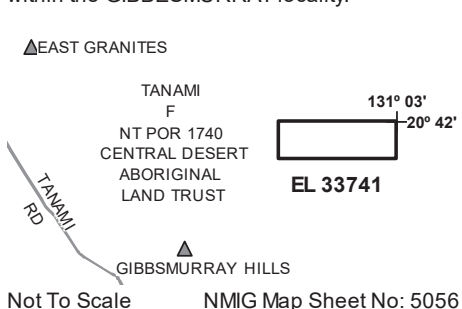 within the GIBBESMURRAY locality.
EAST GRANITES
TANAMI
F
NT POR 1740
CENTRAL DESERT
ABORIGINAL
LAND TRUST
131º 03'
20º 42'
EL 33741
TANAMI
RD
GIBBSMURRAY HILLS
Not To Scale NMIG Map Sheet No: 5056